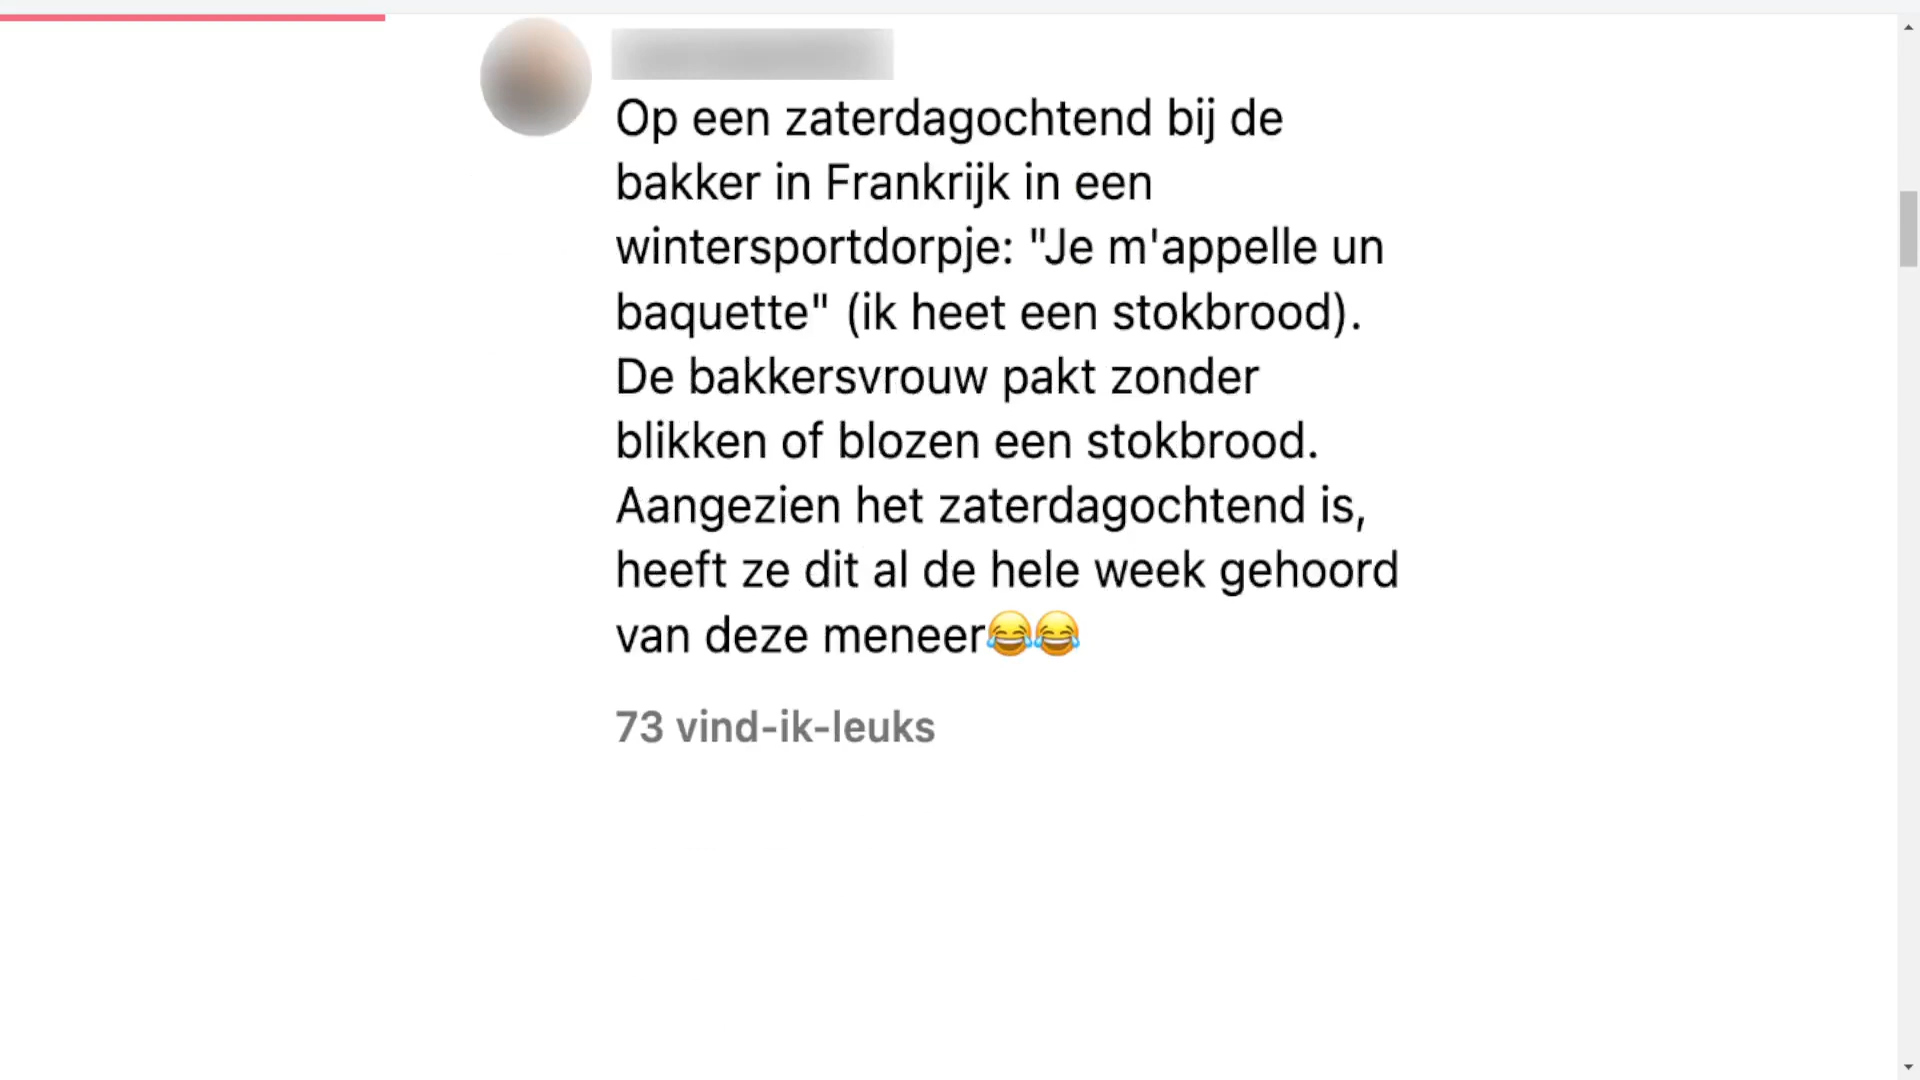 Op een zaterdagochtend bij de
bakker in Frankrijk in een
wintersportdorpje: "Je m'appelle un
baquette" (ik heet een stokbrood).
De bakkersvrouw pakt zonder
blikken of blozen een stokbrood.
Aangezien het zaterdagochtend is,
heeft ze dit al de hele week gehoord
van deze meneer😂😂
73 vind-ik-leuks